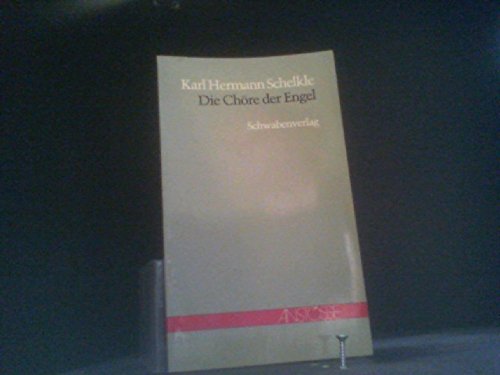 Karl Hermann Schelkle
Die Chöre der Engel
Schwabenverlag